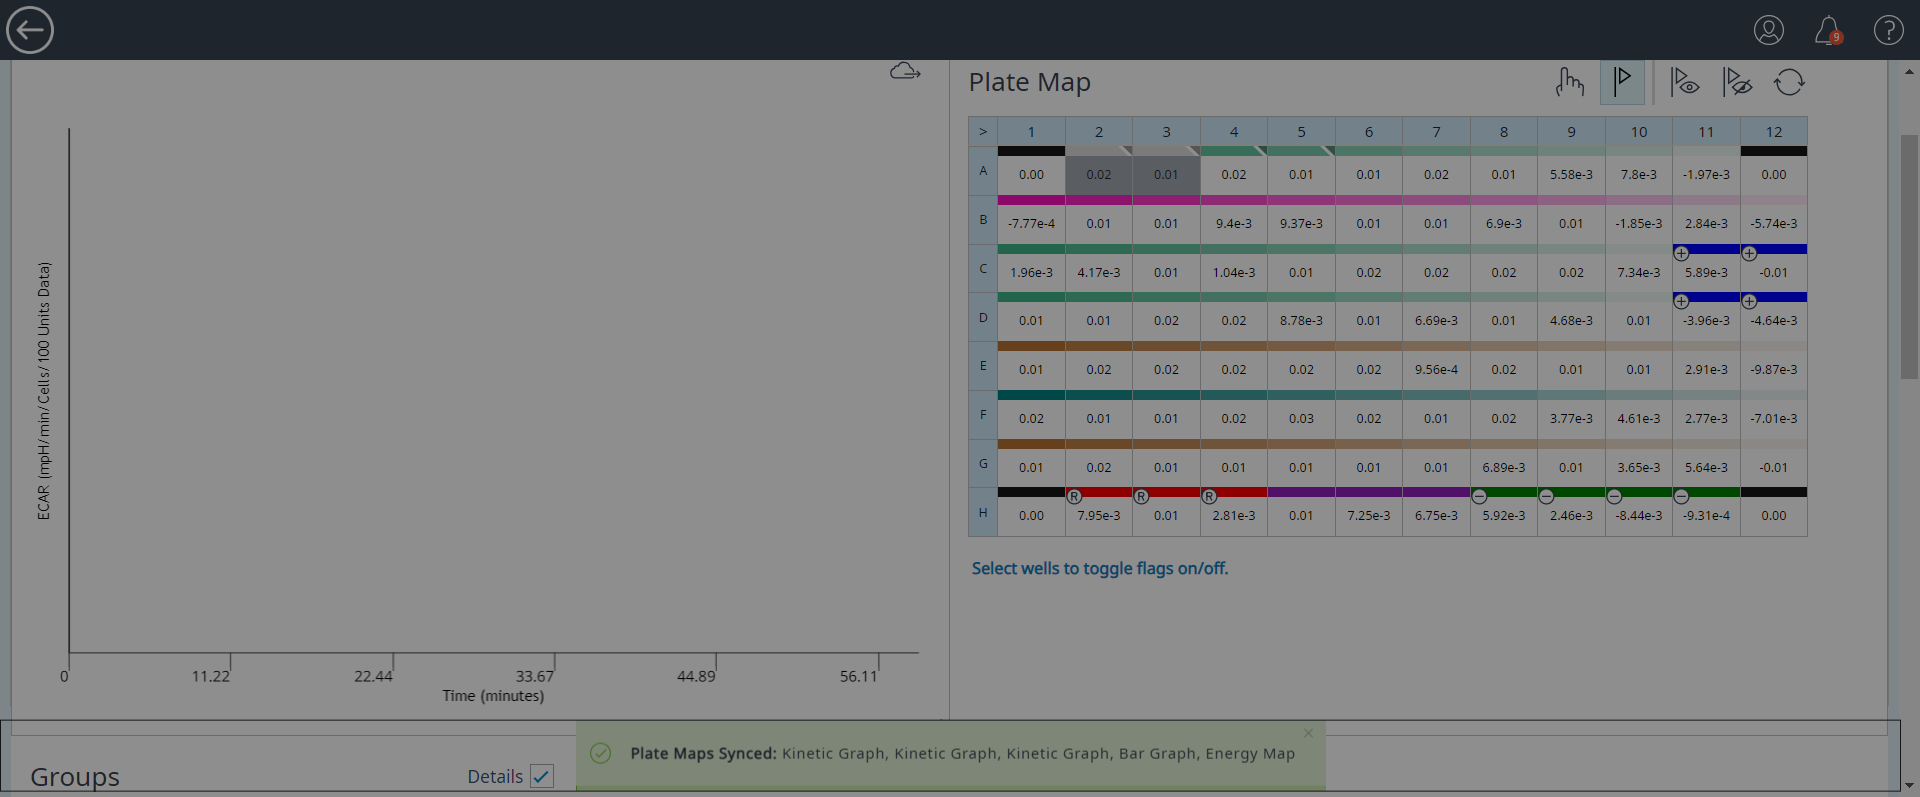 9
?
Plate Map
> 1 2 3 4 5 6 7 8 9 10 11 12
A 0.00 0.02 0.01 0.02 0.01 0.01 0.02 0.01 5.58e-3 7.8e-3 -1.97e-3 0.00
B -7.77e-4 0.01 0.01 9.4e-3 9.37e-3 0.01 0.01 6.9e-3 0.01 -1.85e-3 2.84e-3 -5.74e-3
+ +
C 1.96e-3 4.17e-3 0.01 1.04e-3 0.01 0.02 0.02 0.02 0.02 7.34e-3 5.89e-3 -0.01
+ +
D 0.01 0.01 0.02 0.02 8.78e-3 0.01 6.69e-3 0.01 4.68e-3 0.01 -3.96e-3 -4.64e-3
E 0.01 0.02 0.02 0.02 0.02 0.02 9.56e-4 0.02 0.01 0.01 2.91e-3 -9.87e-3
F 0.02 0.01 0.01 0.02 0.03 0.02 0.01 0.02 3.77e-3 4.61e-3 2.77e-3 -7.01e-3
G 0.01 0.02 0.01 0.01 0.01 0.01 0.01 6.89e-3 0.01 3.65e-3 5.64e-3 -0.01
R R R − − − −
H 0.00 7.95e-3 0.01 2.81e-3 0.01 7.25e-3 6.75e-3 5.92e-3 2.46e-3 -8.44e-3 -9.31e-4 0.00
Select wells to toggle flags on/off.
ECAR (mpH/min/Cells/100 Units Data)
0 11.22 22.44 33.67 44.89 56.11
Time (minutes)
Plate Maps Synced: Kinetic Graph, Kinetic Graph, Kinetic Graph, Bar Graph, Energy Map
Groups
Details